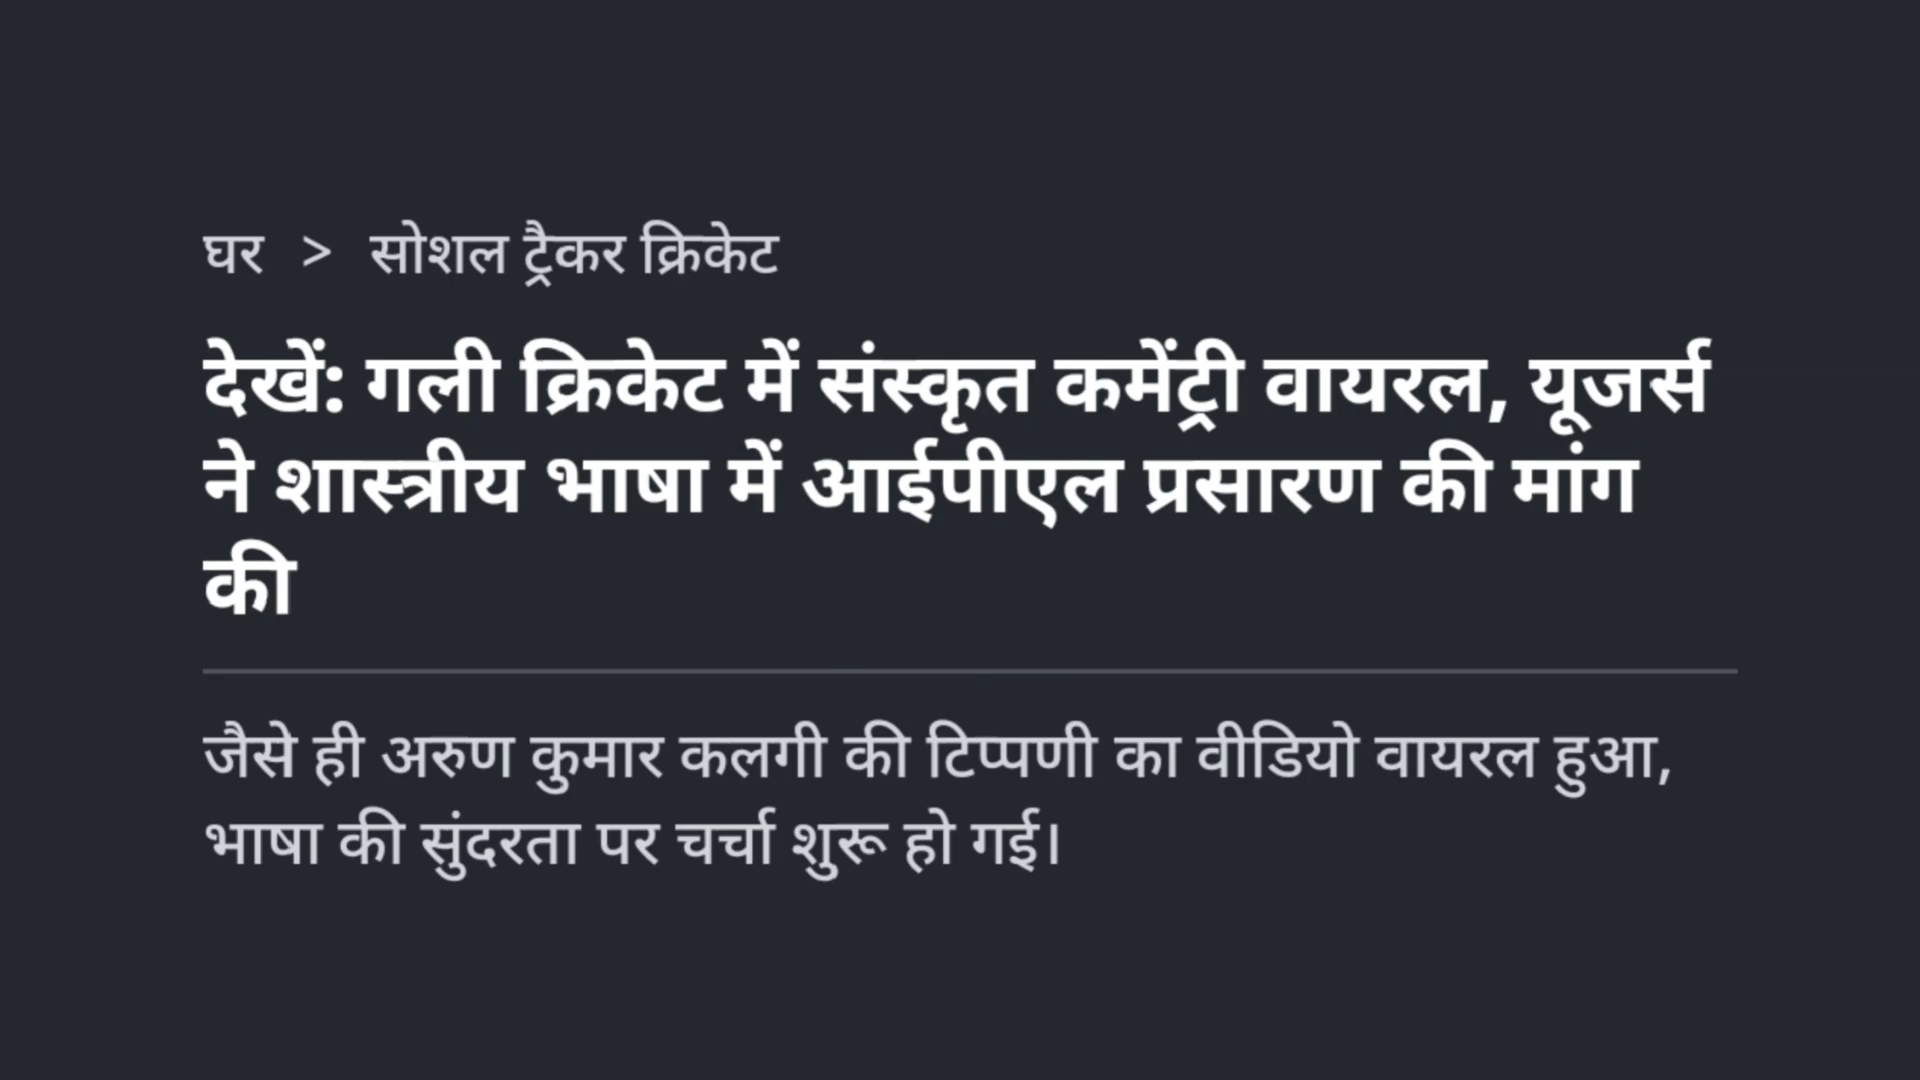 घर > सोशल ट्रैकर क्रिकेट
देखें: गली क्रिकेट में संस्कृत कमेंट्री वायरल, यूजर्स
ने शास्त्रीय भाषा में आईपीएल प्रसारण की मांग
की
जैसे ही अरुण कुमार कलगी की टिप्पणी का वीडियो वायरल हुआ,
भाषा की सुंदरता पर चर्चा शुरू हो गई।